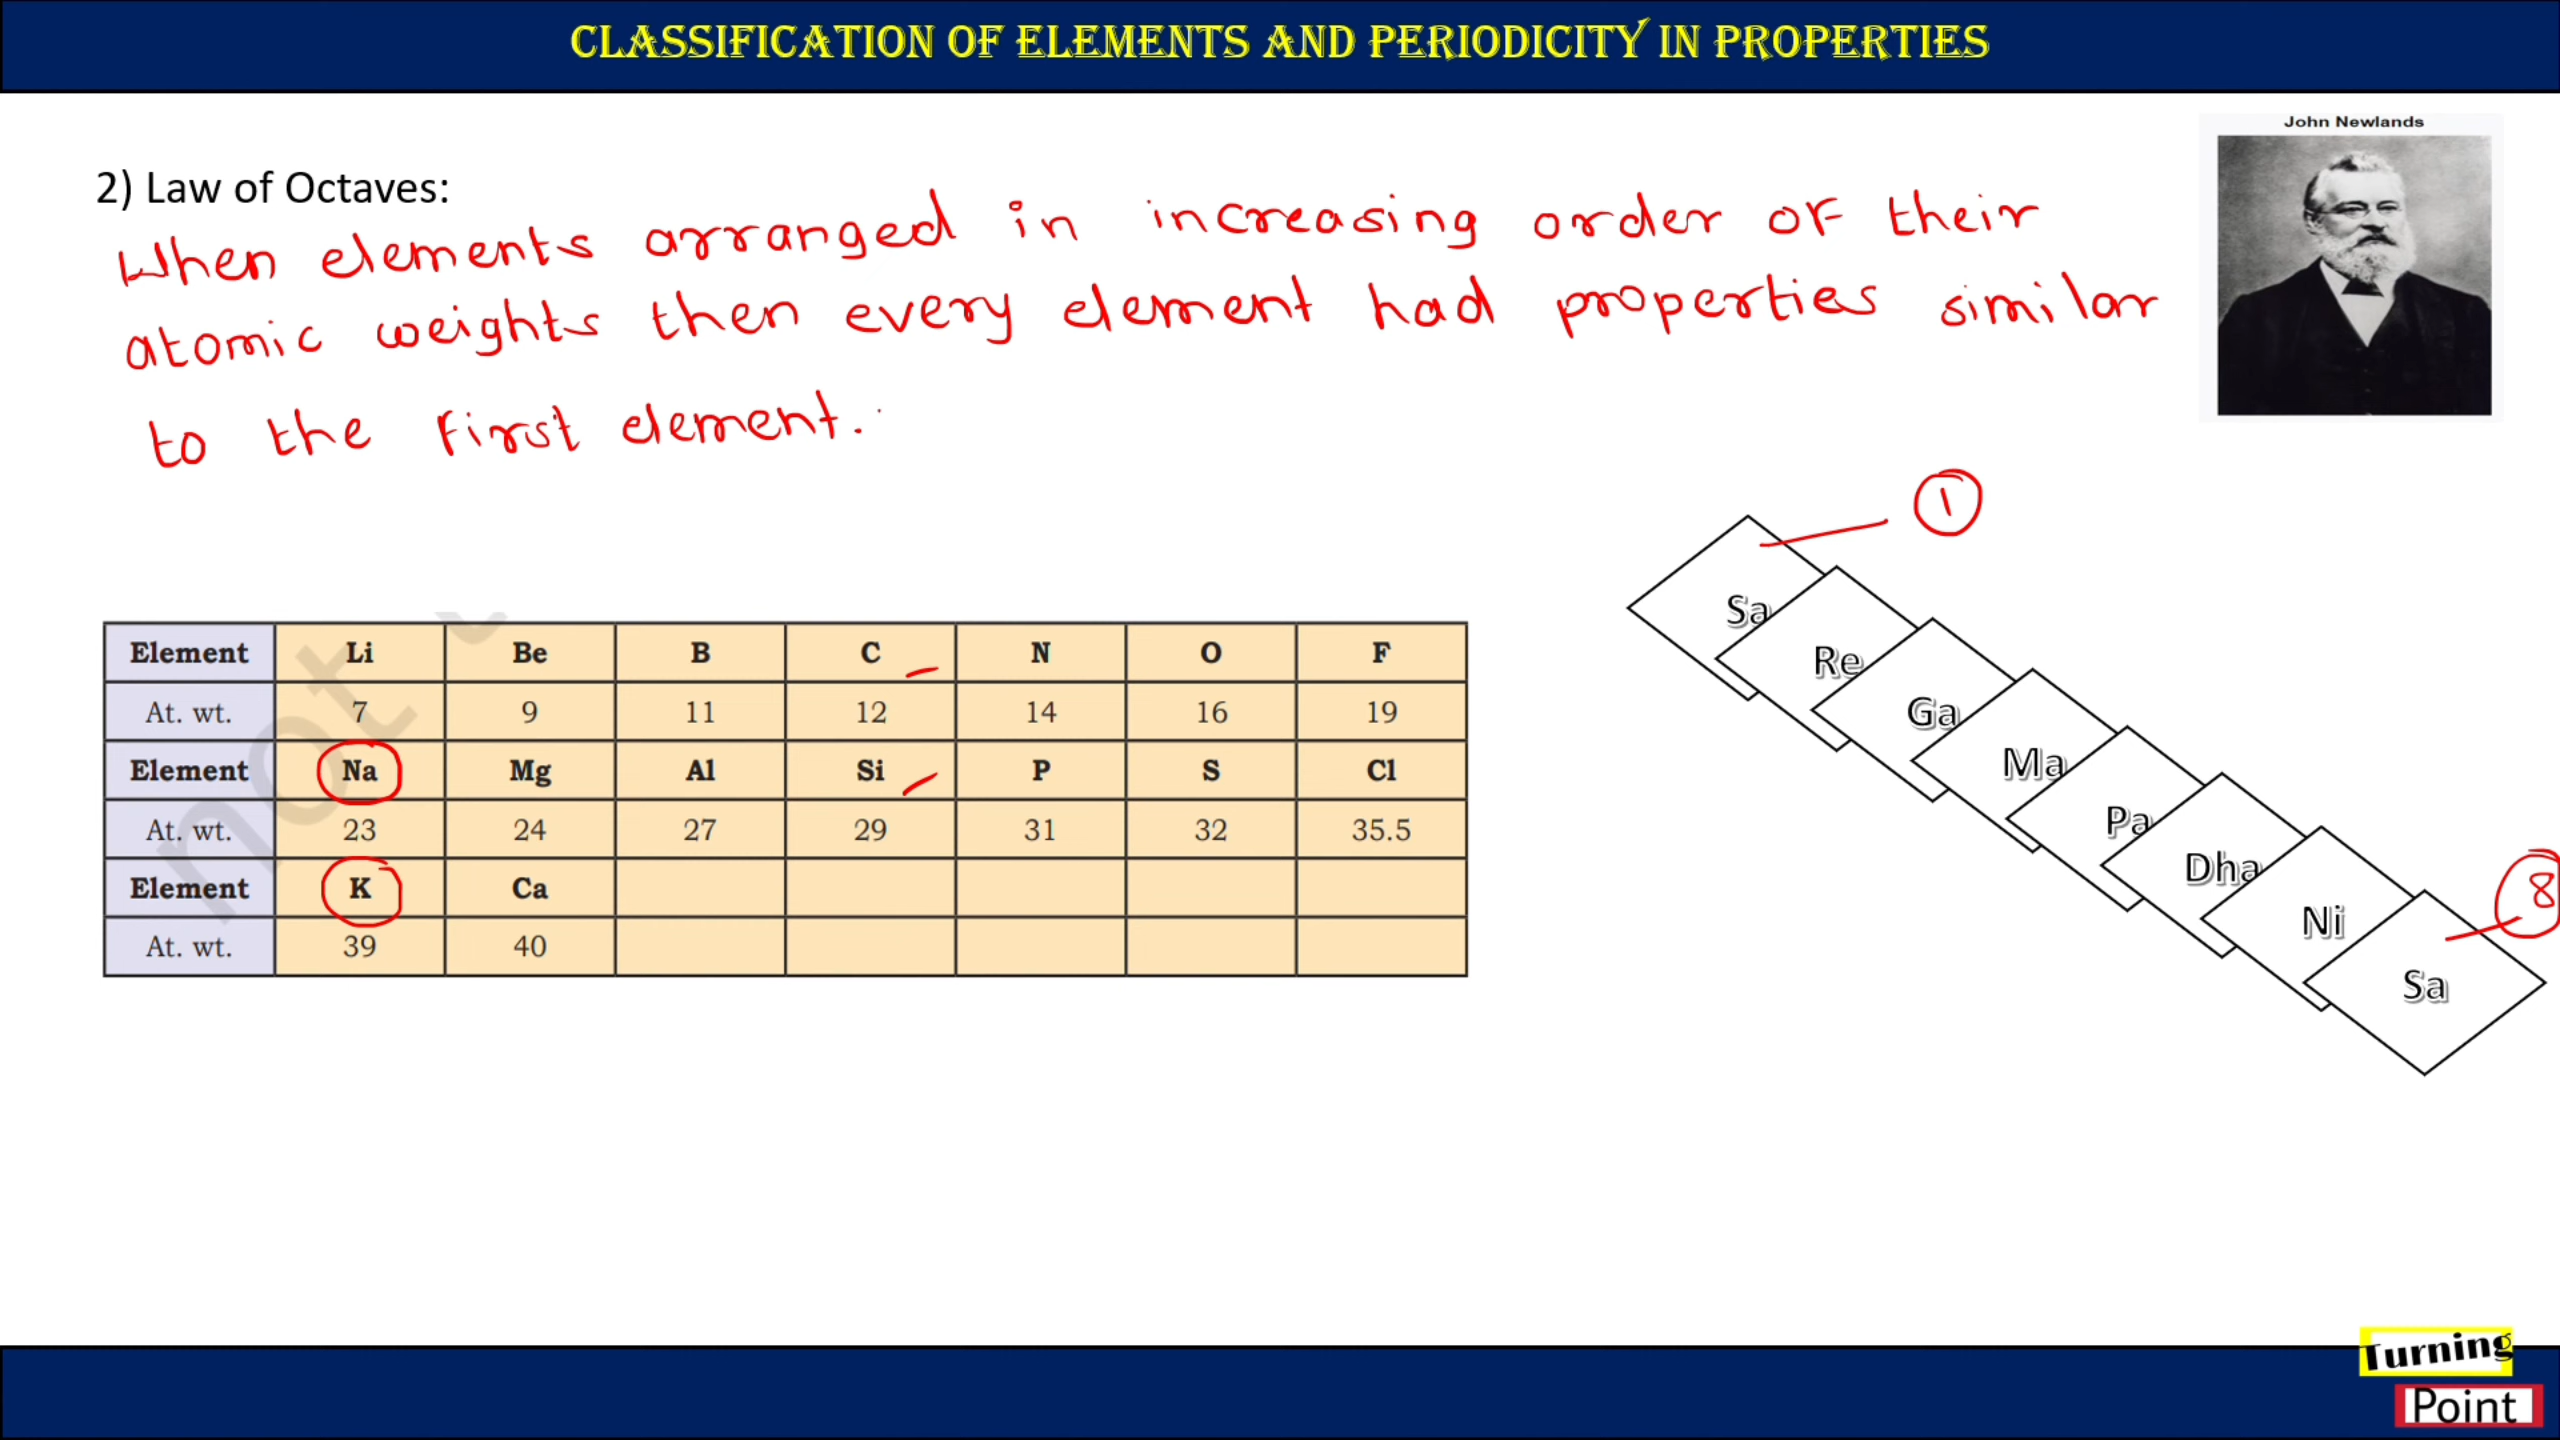 CLASSIFICATION OF ELEMENTS AND PERIODICITY IN PROPERTIES
John Newlands
2) Law of Octaves:
When elements arranged in increasing order of their
atomic weights then every element had properties similar
to the first element.
1
Sa
Re
Ga
Ma
Pa
Dha
Ni
Sa
8
Element Li Be B C N O F
At. wt. 7 9 11 12 14 16 19
Element Na Mg Al Si P S Cl
At. wt. 23 24 27 29 31 32 35.5
Element K Ca
At. wt. 39 40
not
Turning
Point